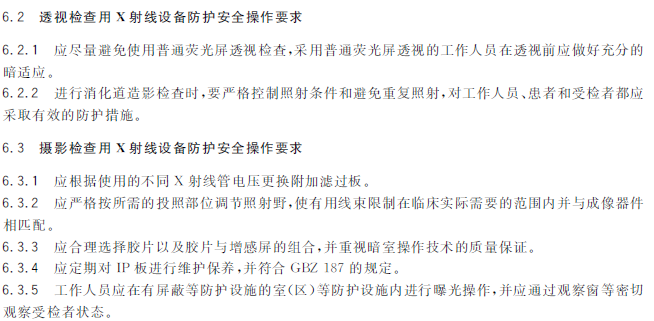 6.2 透视检查用 X 射线设备防护安全操作要求
6.2.1 应尽量避免使用普通荧光屏透视检查,采用普通荧光屏透视的工作人员在透视前应做好充分的
暗适应。
6.2.2 进行消化道造影检查时,要严格控制照射条件和避免重复照射,对工作人员、患者和受检者都应
采取有效的防护措施。
6.3 摄影检查用 X 射线设备防护安全操作要求
6.3.1 应根据使用的不同 X 射线管电压更换附加滤过板。
6.3.2 应严格按所需的投照部位调节照射野,使有用线束限制在临床实际需要的范围内并与成像器件
相匹配。
6.3.3 应合理选择胶片以及胶片与增感屏的组合,并重视暗室操作技术的质量保证。
6.3.4 应定期对 IP 板进行维护保养,并符合 GBZ 187 的规定。
6.3.5 工作人员应在有屏蔽等防护设施的室(区)等防护设施内进行曝光操作,并应通过观察窗等密切
观察受检者状态。